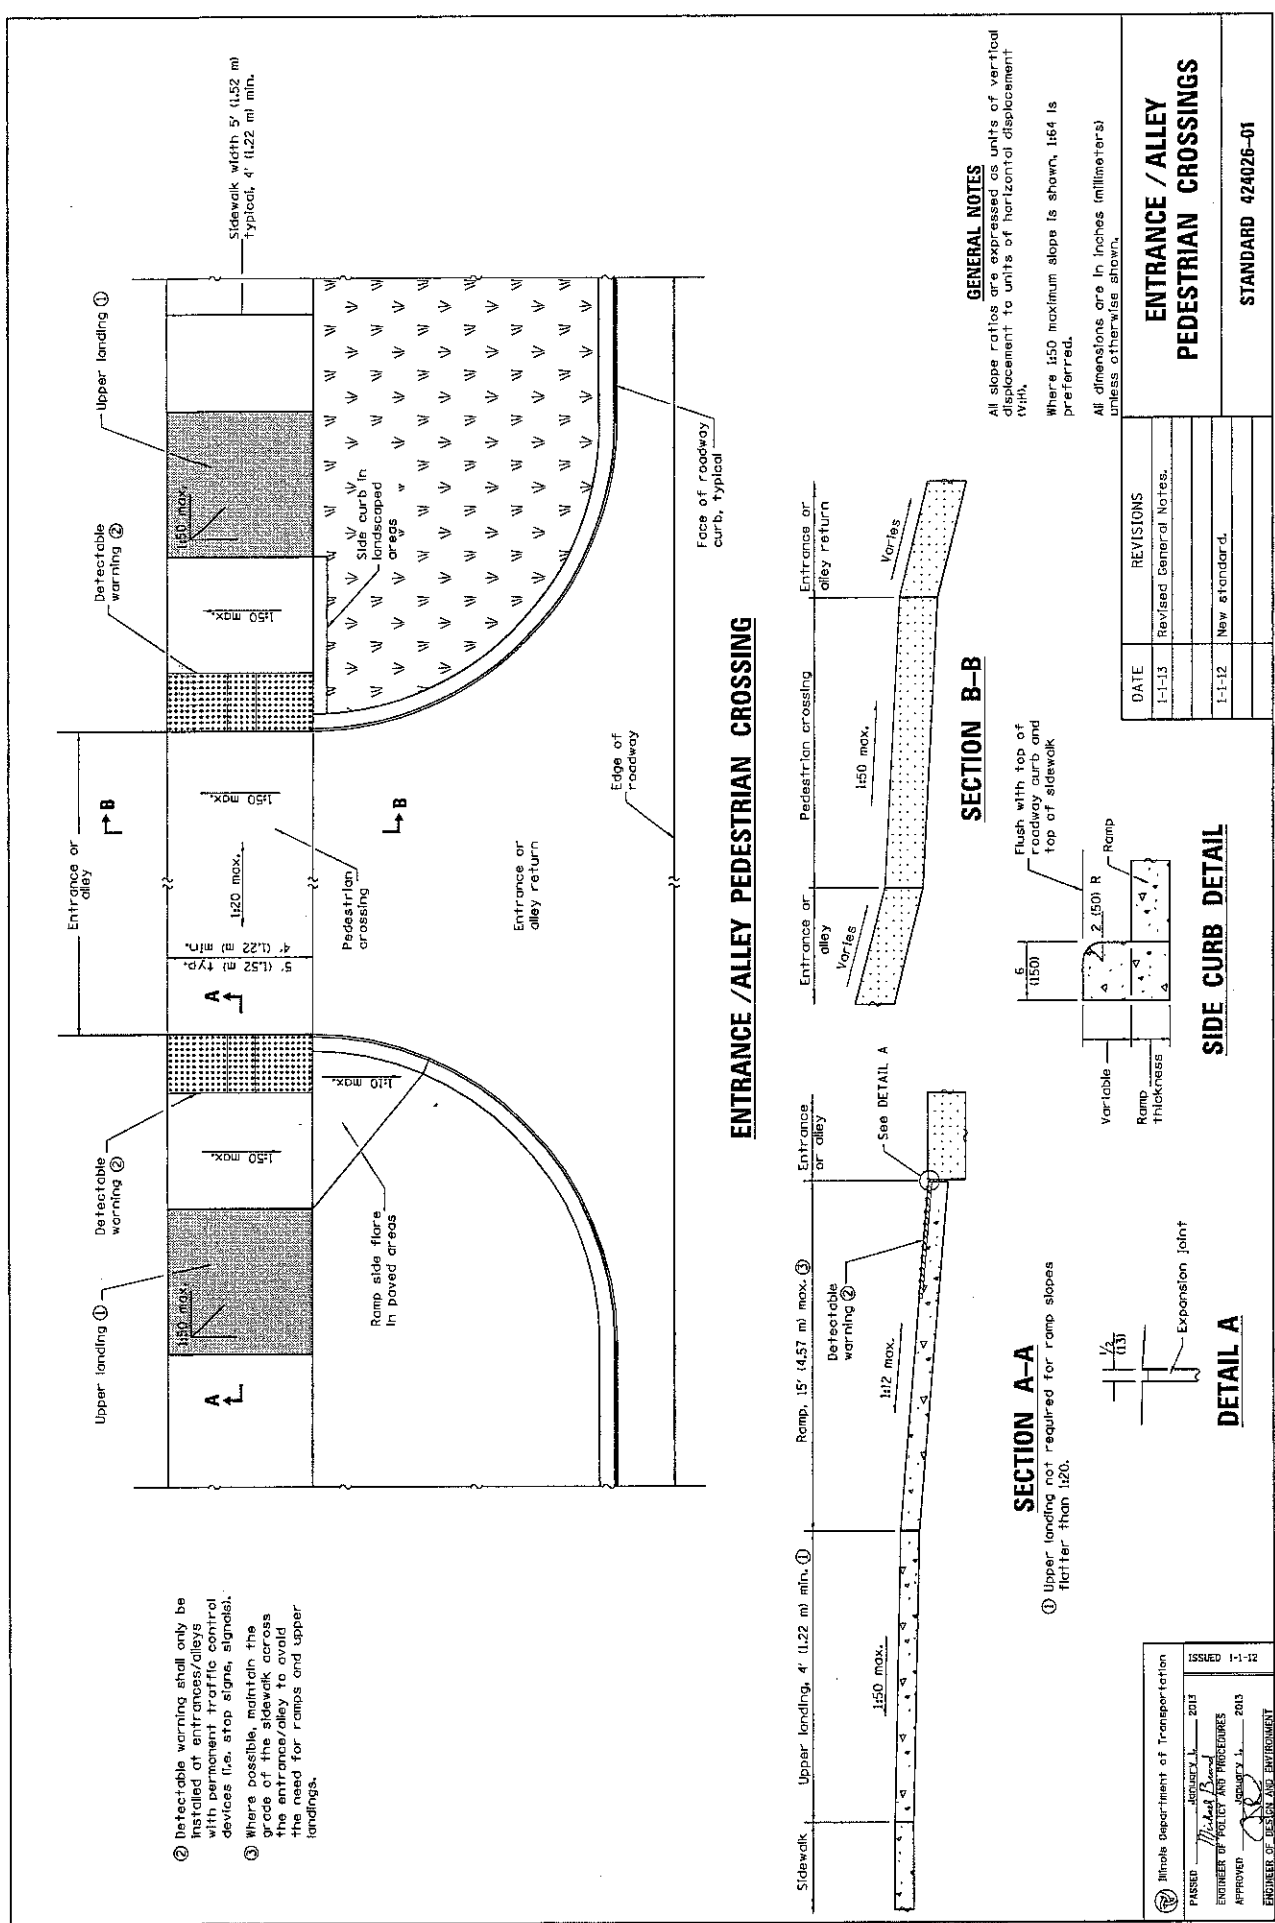 ② Detectable warning shall only be
installed at entrances/alleys
with permanent traffic control
devices (i.e. stop signs, signals).
③ Where possible, maintain the
grade of the sidewalk across
the entrance/alley to avoid
the need for ramps and upper
landings.
Upper landing ①
Detectable
warning ②
Entrance or
alley
Detectable
warning ②
Upper landing ①
Sidewalk width 5' (1.52 m)
typical, 4' (1.22 m) min.
A
1:50 max.
1:50 max.
A
5' (1.52 m) typ.
4' (1.22 m) min.
1:20 max.
1:50 max.
B
1:50 max.
1:50 max.
Ramp side flare
in paved areas
1:10 max.
Pedestrian
crossing
B
Side curb in
landscaped
areas
Entrance or
alley return
Edge of
roadway
Face of roadway
curb, typical
ENTRANCE / ALLEY PEDESTRIAN CROSSING
Sidewalk
Upper landing, 4' (1.22 m) min. ①
Ramp, 15' (4.57 m) max. ③
Entrance
or alley
1:50 max.
1:12 max.
Detectable
warning ②
See DETAIL A
SECTION A-A
① Upper landing not required for ramp slopes
flatter than 1:20.
Entrance or
alley
Pedestrian crossing
Entrance or
alley return
Varies
1:50 max.
Varies
SECTION B-B
GENERAL NOTES
All slope ratios are expressed as units of vertical
displacement to units of horizontal displacement
(V:H).
Where 1:50 maximum slope is shown, 1:64 is
preferred.
All dimensions are in inches (millimeters)
unless otherwise shown.
1/2
(13)
Expansion joint
DETAIL A
6
(150)
2 (50) R
Flush with top of
roadway curb and
top of sidewalk
Ramp
Variable
Ramp
thickness
SIDE CURB DETAIL
Illinois Department of Transportation
PASSED January 1, 2013
Michael Brand
ENGINEER OF POLICY AND PROCEDURES
APPROVED January 1, 2013
ENGINEER OF DESIGN AND ENVIRONMENT
ISSUED 1-1-12
DATE REVISIONS
1-1-13 Revised General Notes.
1-1-12 New standard.
ENTRANCE / ALLEY
PEDESTRIAN CROSSINGS
STANDARD 424026-01